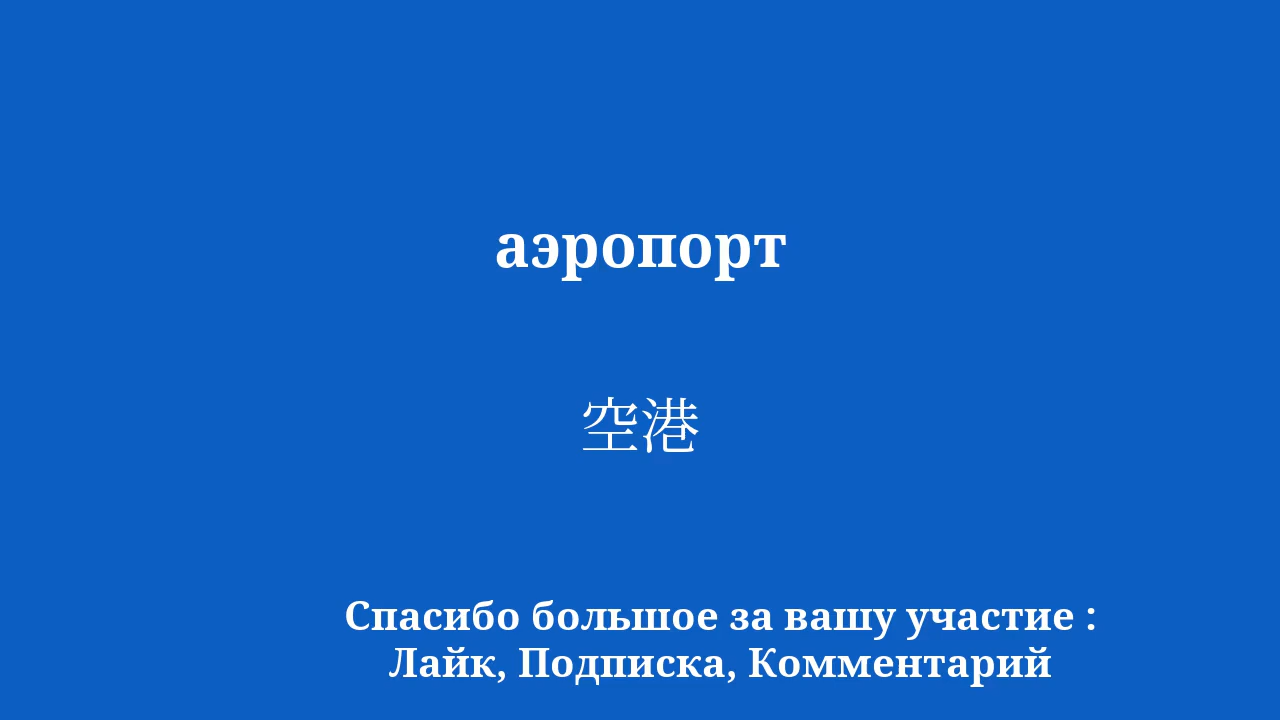 аэропорт
空港
Спасибо большое за вашу участие :
Лайк, Подписка, Комментарий